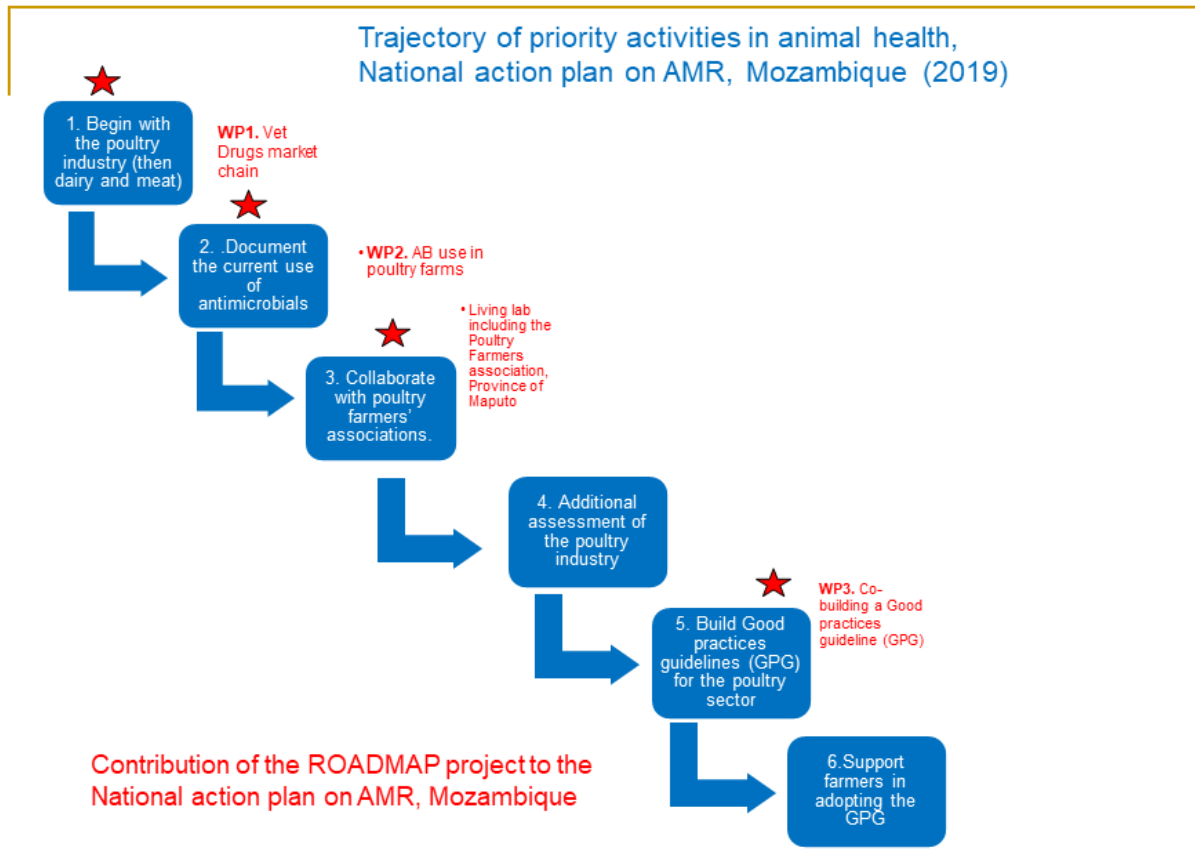 Trajectory of priority activities in animal health,
National action plan on AMR, Mozambique (2019)
1. Begin with
the poultry
industry (then
dairy and meat)
WP1. Vet
Drugs market
chain
2. .Document
the current use
of
antimicrobials
• WP2. AB use in
poultry farms
• Living lab
including the
Poultry
Farmers
association,
Province of
Maputo
3. Collaborate
with poultry
farmers’
associations.
4. Additional
assessment of
the poultry
industry
WP3. Co-
building a Good
practices
guideline (GPG)
5. Build Good
practices
guidelines (GPG)
for the poultry
sector
6.Support
farmers in
adopting the
GPG
Contribution of the ROADMAP project to the
National action plan on AMR, Mozambique